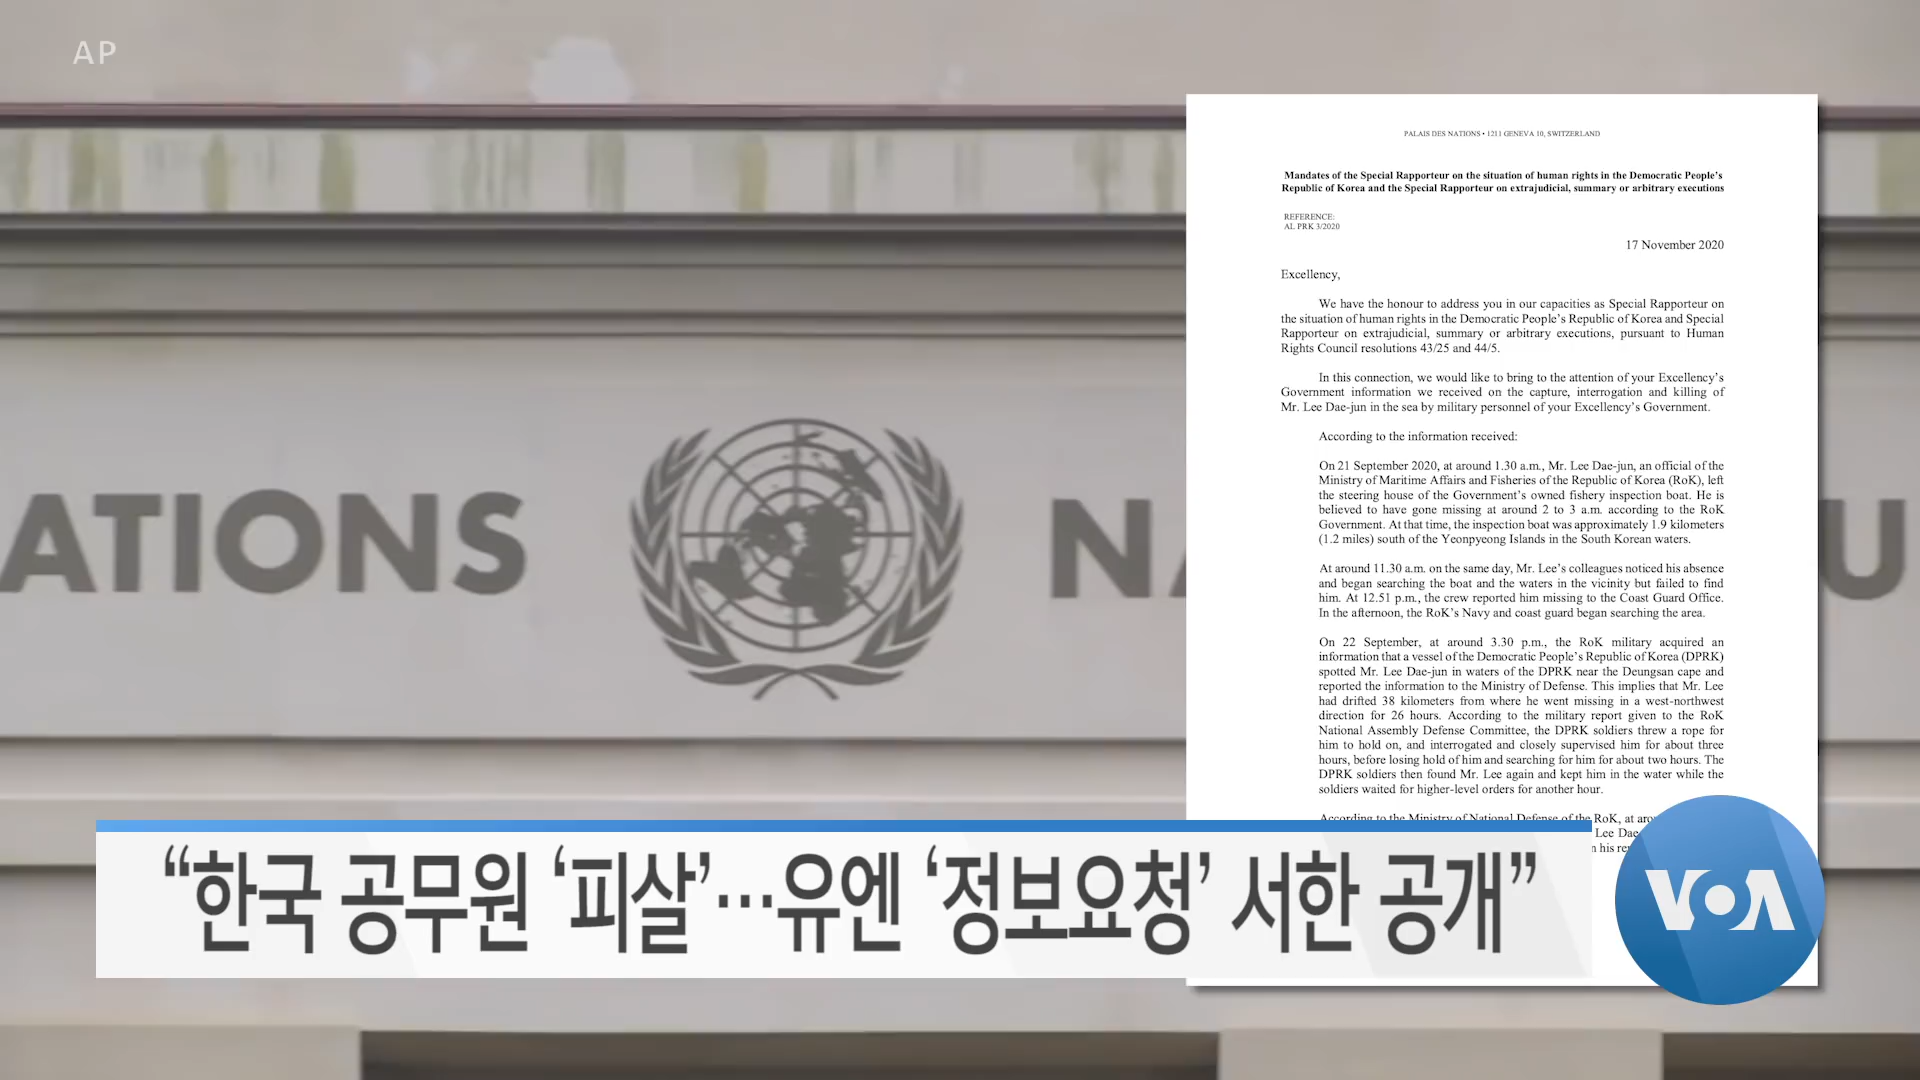 AP
ATIONS
N
U
PALAIS DES NATIONS • 1211 GENEVA 10, SWITZERLAND
Mandates of the Special Rapporteur on the situation of human rights in the Democratic People’s
Republic of Korea and the Special Rapporteur on extrajudicial, summary or arbitrary executions
REFERENCE:
AL PRK 3/2020
17 November 2020
Excellency,
We have the honour to address you in our capacities as Special Rapporteur on
the situation of human rights in the Democratic People’s Republic of Korea and Special
Rapporteur on extrajudicial, summary or arbitrary executions, pursuant to Human
Rights Council resolutions 43/25 and 44/5.
In this connection, we would like to bring to the attention of your Excellency’s
Government information we received on the capture, interrogation and killing of
Mr. Lee Dae-jun in the sea by military personnel of your Excellency’s Government.
According to the information received:
On 21 September 2020, at around 1.30 a.m., Mr. Lee Dae-jun, an official of the
Ministry of Maritime Affairs and Fisheries of the Republic of Korea (RoK), left
the steering house of the Government’s owned fishery inspection boat. He is
believed to have gone missing at around 2 to 3 a.m. according to the RoK
Government. At that time, the inspection boat was approximately 1.9 kilometers
(1.2 miles) south of the Yeonpyeong Islands in the South Korean waters.
At around 11.30 a.m. on the same day, Mr. Lee’s colleagues noticed his absence
and began searching the boat and the waters in the vicinity but failed to find
him. At 12.51 p.m., the crew reported him missing to the Coast Guard Office.
In the afternoon, the RoK’s Navy and coast guard began searching the area.
On 22 September, at around 3.30 p.m., the RoK military acquired an
information that a vessel of the Democratic People’s Republic of Korea (DPRK)
spotted Mr. Lee Dae-jun in waters of the DPRK near the Deungsan cape and
reported the information to the Ministry of Defense. This implies that Mr. Lee
had drifted 38 kilometers from where he went missing in a west-northwest
direction for 26 hours. According to the military report given to the RoK
National Assembly Defense Committee, the DPRK soldiers threw a rope for
him to hold on, and interrogated and closely supervised him for about three
hours, before losing hold of him and searching for him for about two hours. The
DPRK soldiers then found Mr. Lee again and kept him in the water while the
soldiers waited for higher-level orders for another hour.
According to the Ministry of National Defense of the RoK, at
Lee
his
“한국 공무원 ‘피살’…유엔 ‘정보요청’ 서한 공개”
VOA